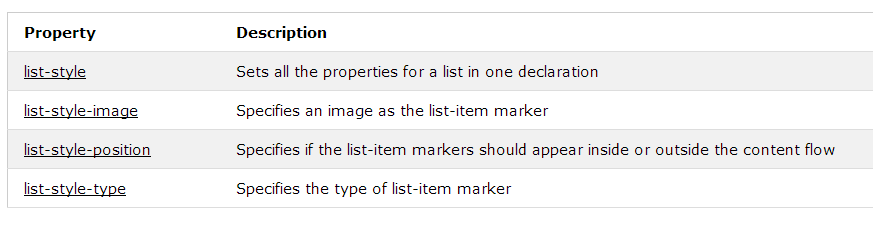 Property Description
list-style Sets all the properties for a list in one declaration
list-style-image Specifies an image as the list-item marker
list-style-position Specifies if the list-item markers should appear inside or outside the content flow
list-style-type Specifies the type of list-item marker